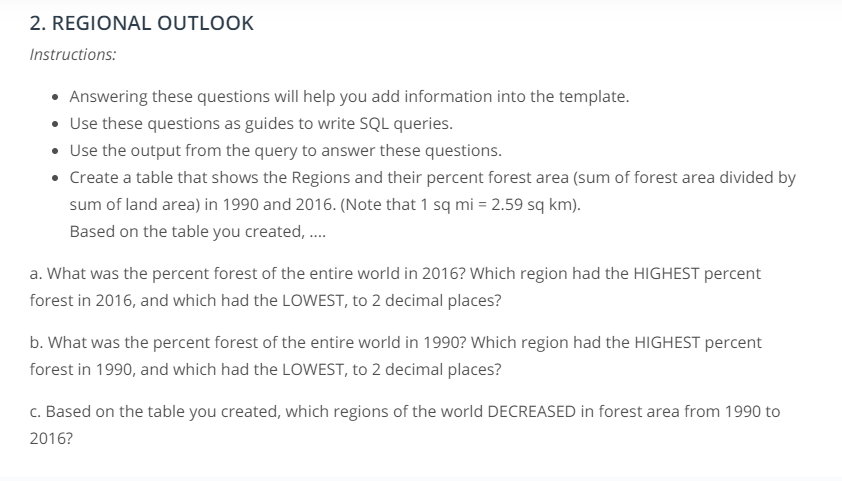 2. REGIONAL OUTLOOK
Instructions:
• Answering these questions will help you add information into the template.
• Use these questions as guides to write SQL queries.
• Use the output from the query to answer these questions.
• Create a table that shows the Regions and their percent forest area (sum of forest area divided by
sum of land area) in 1990 and 2016. (Note that 1 sq mi = 2.59 sq km).
Based on the table you created, ....
a. What was the percent forest of the entire world in 2016? Which region had the HIGHEST percent
forest in 2016, and which had the LOWEST, to 2 decimal places?
b. What was the percent forest of the entire world in 1990? Which region had the HIGHEST percent
forest in 1990, and which had the LOWEST, to 2 decimal places?
c. Based on the table you created, which regions of the world DECREASED in forest area from 1990 to
2016?